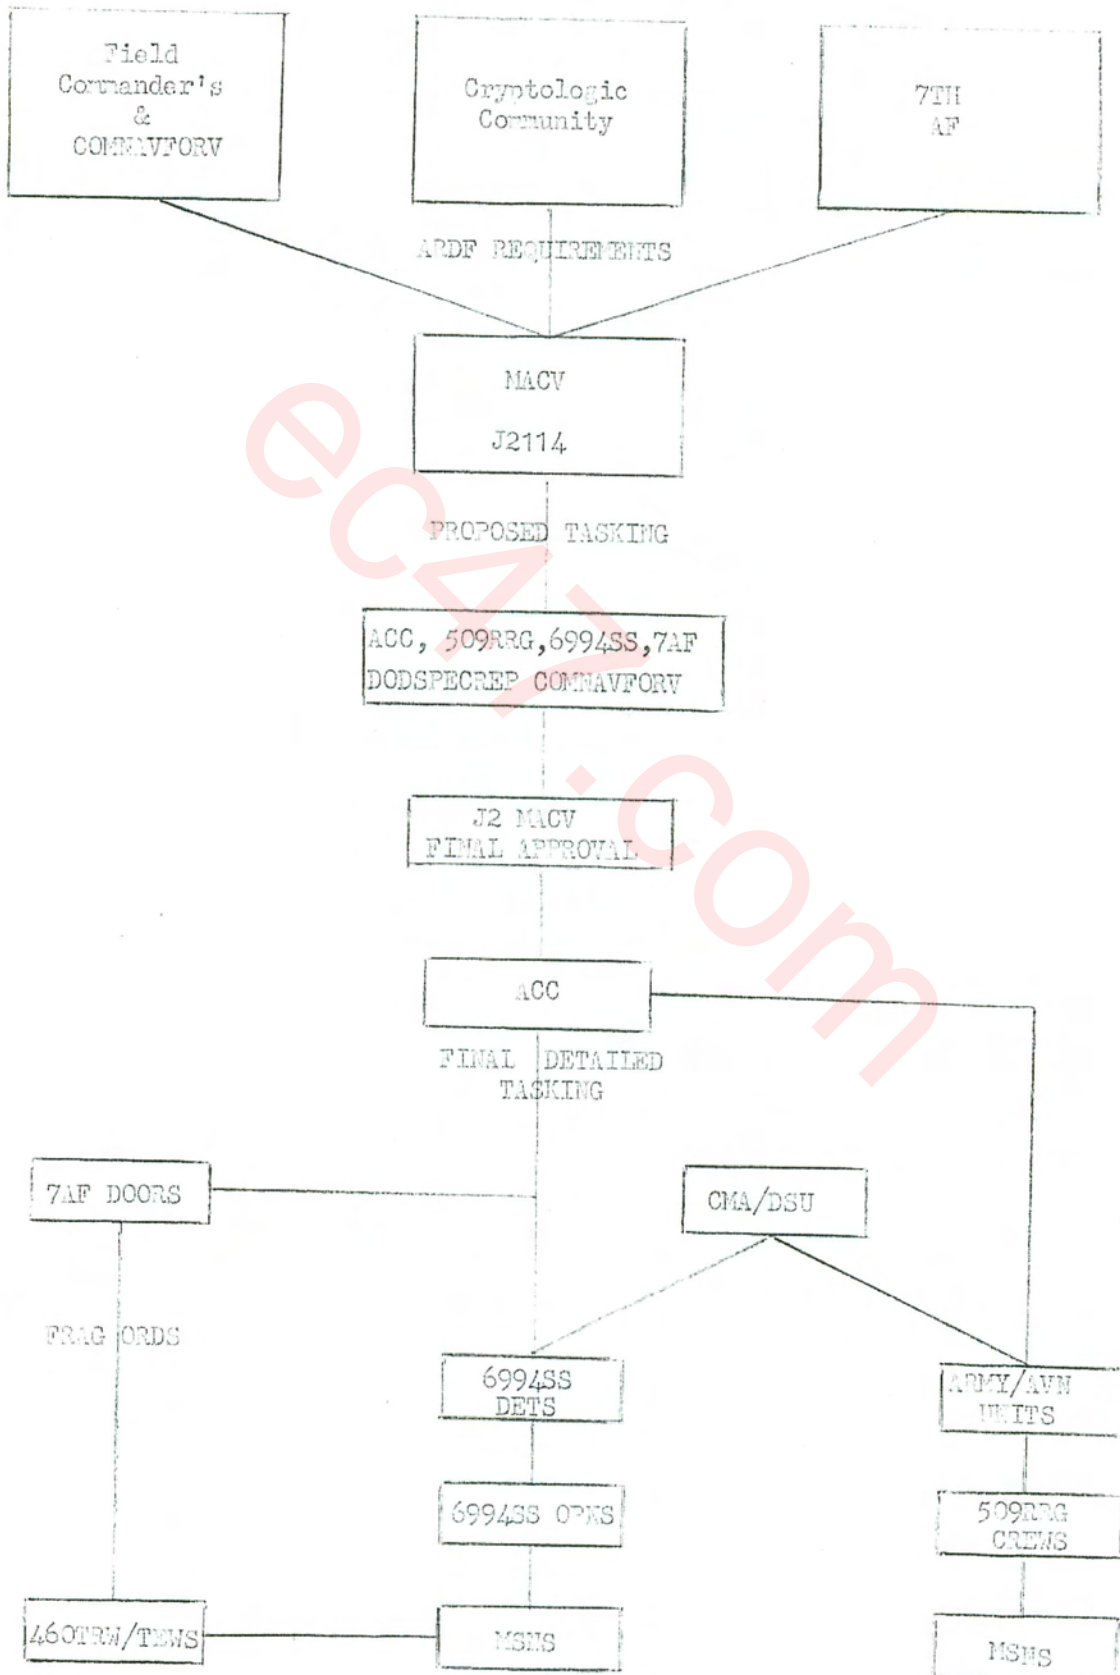 Field
Commander's
&
COMNAVFORV
Cryptologic
Community
7TH
AF
ARDF REQUIREMENTS
MACV
J2114
PROPOSED TASKING
ACC, 509RRG,6994SS,7AF
DODSPECREP COMNAVFORV
J2 MACV
FINAL APPROVAL
ACC
FINAL DETAILED
TASKING
7AF DOORS
CMA/DSU
FRAG ORDS
6994SS
DETS
ARMY/AVN
UNITS
6994SS OPNS
509RRG
CREWS
460TRW/TEWS
MSNS
MSNS
ec47.com